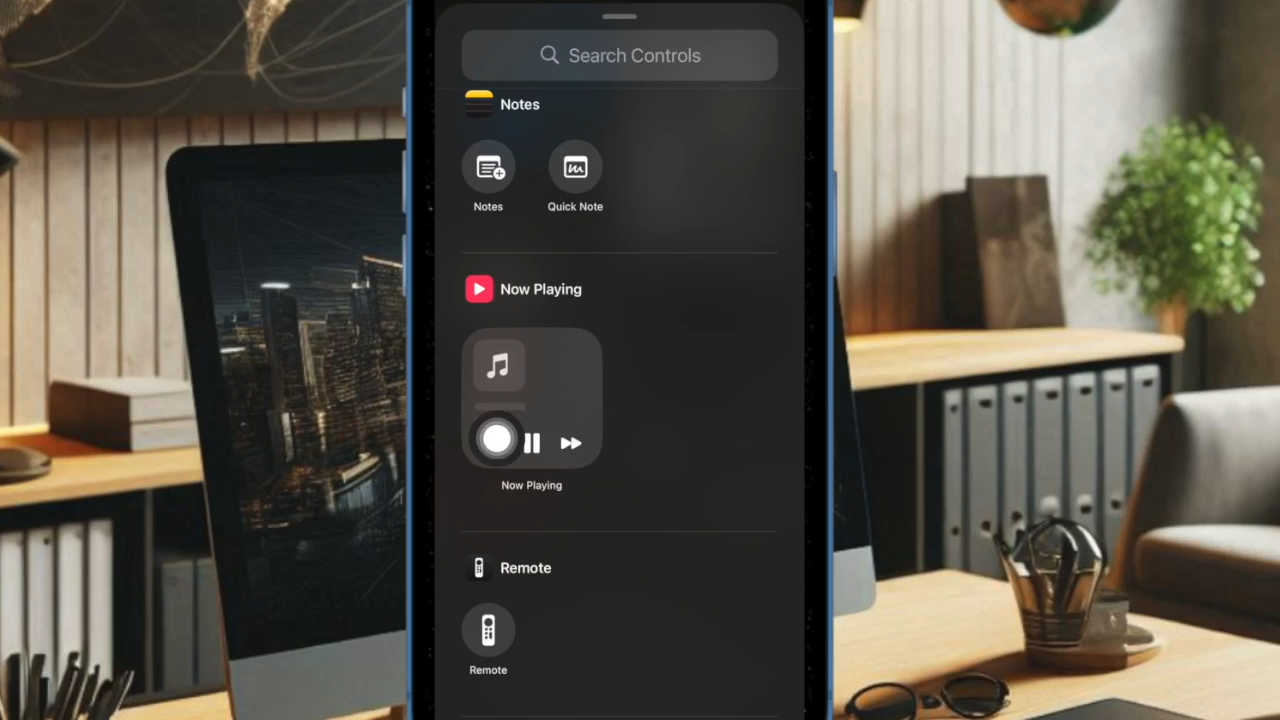 Search Controls
Notes
Notes
Quick Note
Now Playing
Now Playing
Remote
Remote